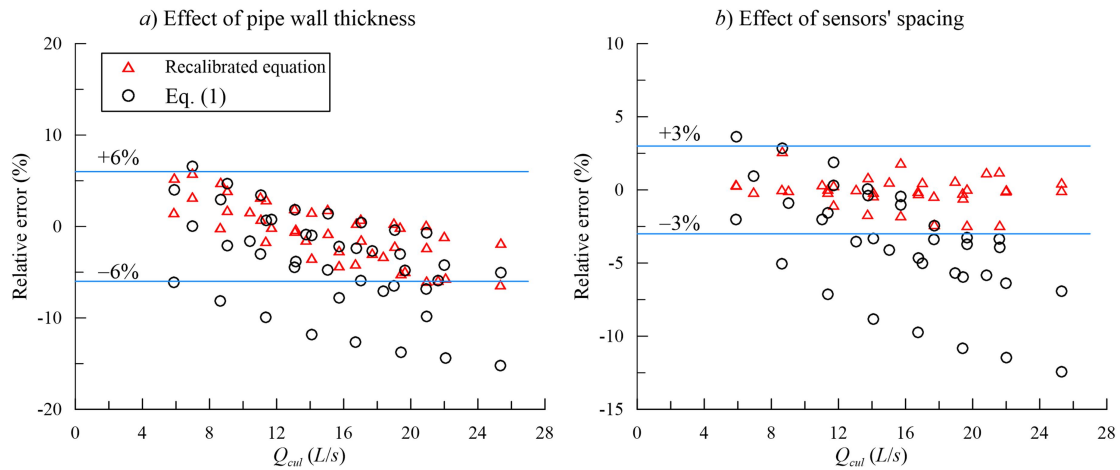 a) Effect of pipe wall thickness
20
10
0
−10
−20
Relative error (%)
Recalibrated equation
Eq. (1)
+6%
−6%
0 4 8 12 16 20 24 28
Qcul (L/s)
b) Effect of sensors' spacing
10
5
0
−5
−10
−15
Relative error (%)
+3%
−3%
0 4 8 12 16 20 24 28
Qcul (L/s)